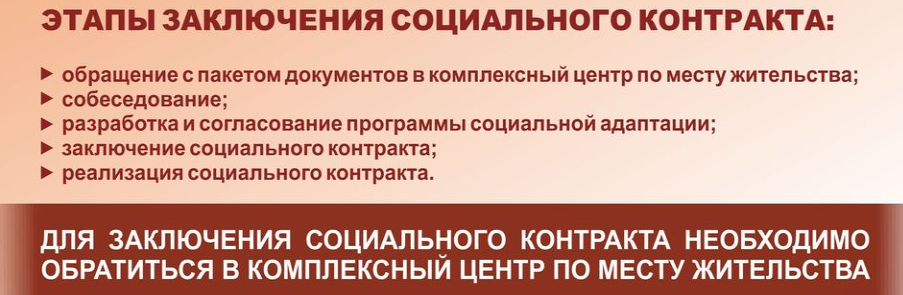 ЭТАПЫ ЗАКЛЮЧЕНИЯ СОЦИАЛЬНОГО КОНТРАКТА:
обращение с пакетом документов в комплексный центр по месту жительства;
собеседование;
разработка и согласование программы социальной адаптации;
заключение социального контракта;
реализация социального контракта.
ДЛЯ ЗАКЛЮЧЕНИЯ СОЦИАЛЬНОГО КОНТРАКТА НЕОБХОДИМО
ОБРАТИТЬСЯ В КОМПЛЕКСНЫЙ ЦЕНТР ПО МЕСТУ ЖИТЕЛЬСТВА